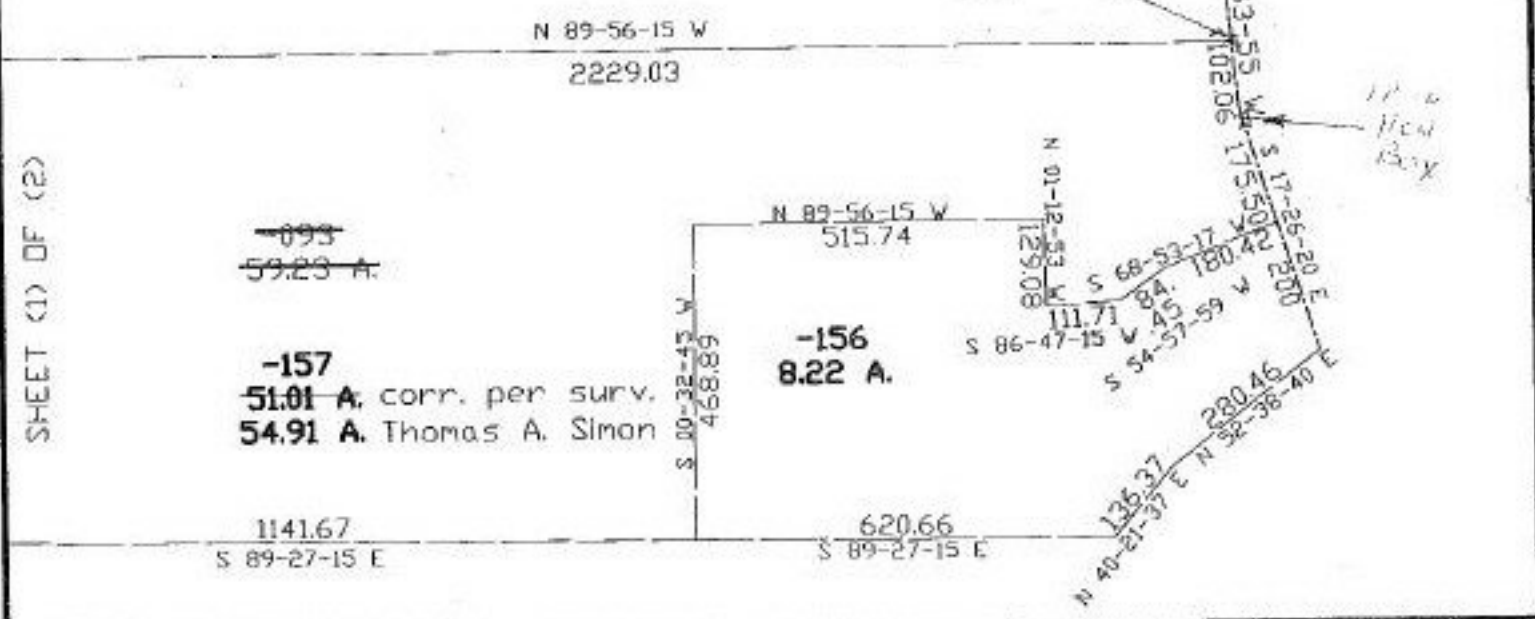 N 89-56-15 W
2229.03
102.06
175.50
S 17-26-20 E
200
SHEET (1) OF (2)
-093
59.23 A.
N 89-56-15 W
515.74
N 01-12-53 W
129.08
S 68-53-17 W
180.42
111.71
S 86-47-15 W
84.45
S 54-57-59 W
-157
51.01 A. corr. per surv.
54.91 A. Thomas A. Simon
S 00-32-45 W
468.89
-156
8.22 A.
280.46
N 52-38-40 E
136.37
N 40-21-37 E
1141.67
S 89-27-15 E
620.66
S 89-27-15 E